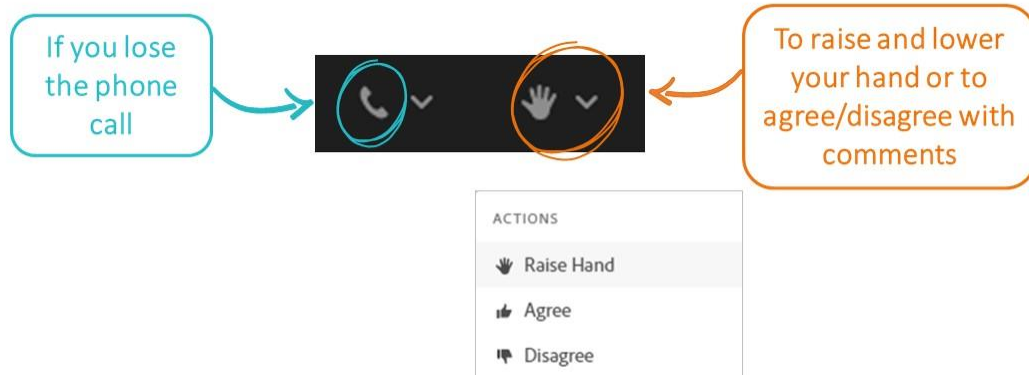 If you lose
the phone
call
To raise and lower
your hand or to
agree/disagree with
comments
ACTIONS
Raise Hand
Agree
Disagree